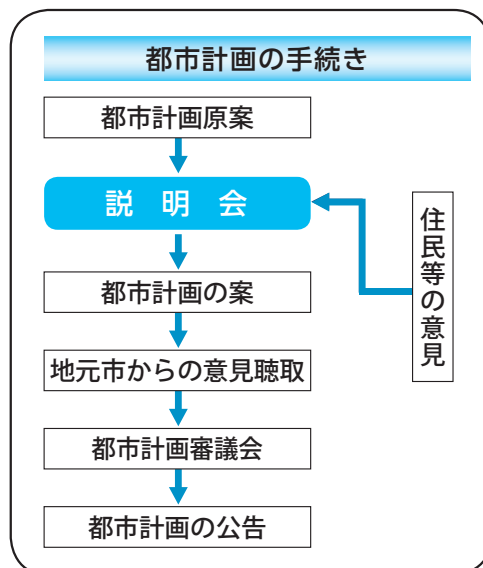 都市計画の手続き
都市計画原案
説明会
住民等の意見
都市計画の案
地元市からの意見聴取
都市計画審議会
都市計画の公告